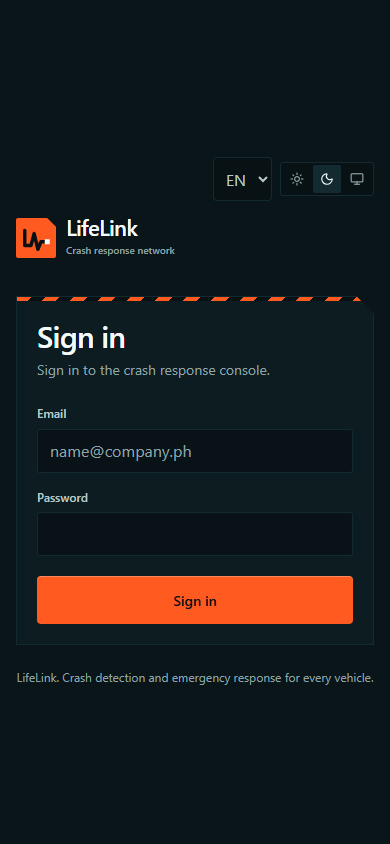 EN
LifeLink
Crash response network
Sign in
Sign in to the crash response console.
Email
name@company.ph
Password
Sign in
LifeLink. Crash detection and emergency response for every vehicle.